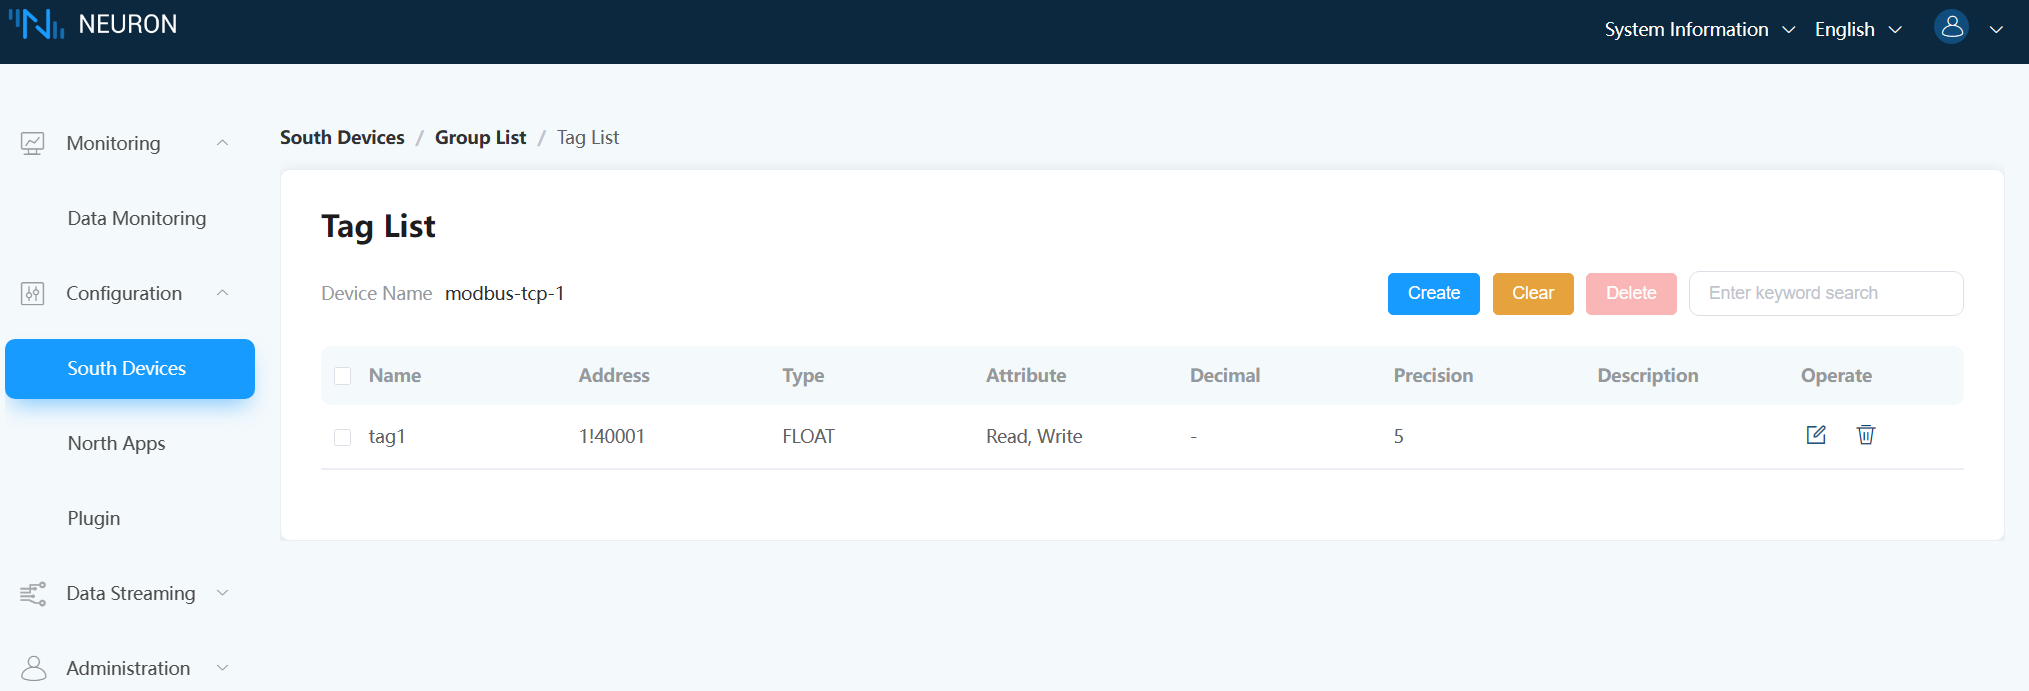 NEURON
System Information
English
Monitoring
Data Monitoring
Configuration
South Devices
North Apps
Plugin
Data Streaming
Administration
South Devices / Group List / Tag List
Tag List
Device Name modbus-tcp-1
Create Clear Delete Enter keyword search
Name Address Type Attribute Decimal Precision Description Operate
tag1 1!40001 FLOAT Read, Write - 5